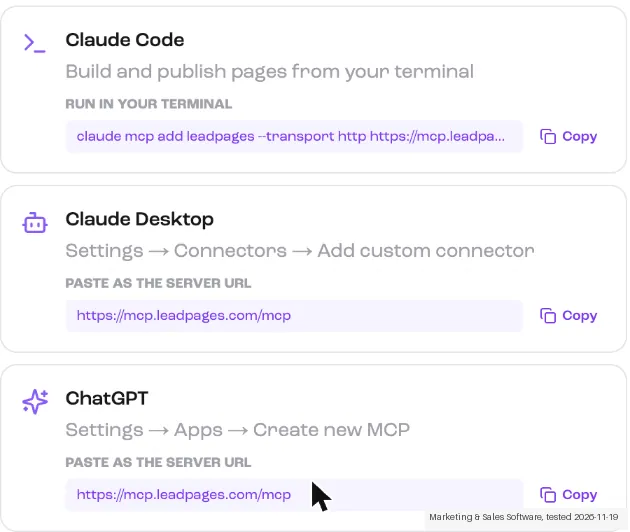 Claude Code
Build and publish pages from your terminal
RUN IN YOUR TERMINAL
claude mcp add leadpages --transport http https://mcp.leadpa...
Copy
Claude Desktop
Settings → Connectors → Add custom connector
PASTE AS THE SERVER URL
https://mcp.leadpages.com/mcp
Copy
ChatGPT
Settings → Apps → Create new MCP
PASTE AS THE SERVER URL
https://mcp.leadpages.com/mcp
Copy
Marketing & Sales Software, tested 2026-11-19